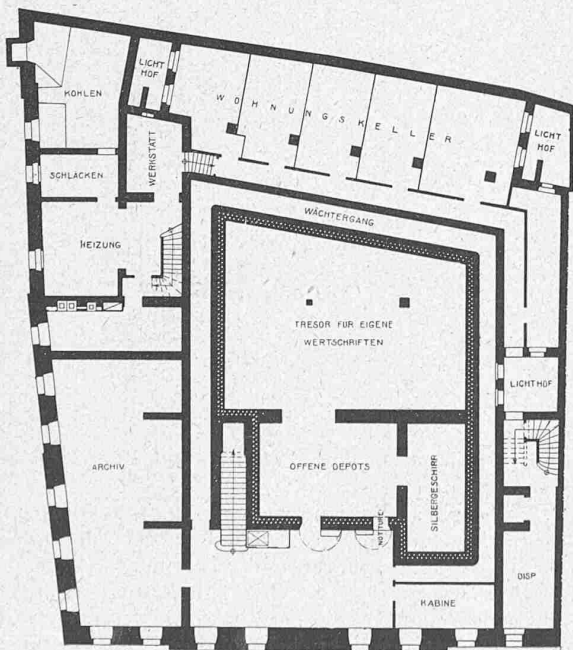 KOHLEN
LICHT
HOF
WOHNUNGSKELLER
LICHT
HOF
WERKSTATT
SCHLACKEN
WÄCHTERGANG
HEIZUNG
TRESOR FÜR EIGENE
WERTSCHRIFTEN
LICHTHOF
ARCHIV
OFFENE DEPOTS
SILBERGESCHIRR
NOTTÜRE
DISP
KABINE